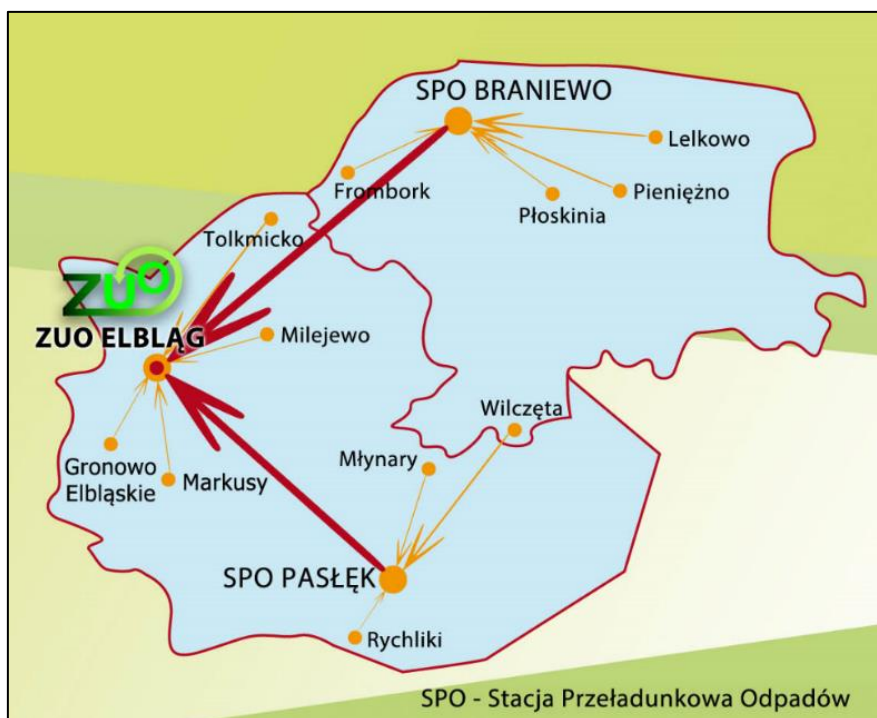 SPO BRANIEWO
Lelkowo
Frombork
Pieniężno
Płoskinia
Tolkmicko
ZUO
ZUO ELBLĄG
Milejewo
Wilczęta
Młynary
Gronowo
Elbląskie
Markusy
SPO PASŁĘK
Rychliki
SPO - Stacja Przeładunkowa Odpadów